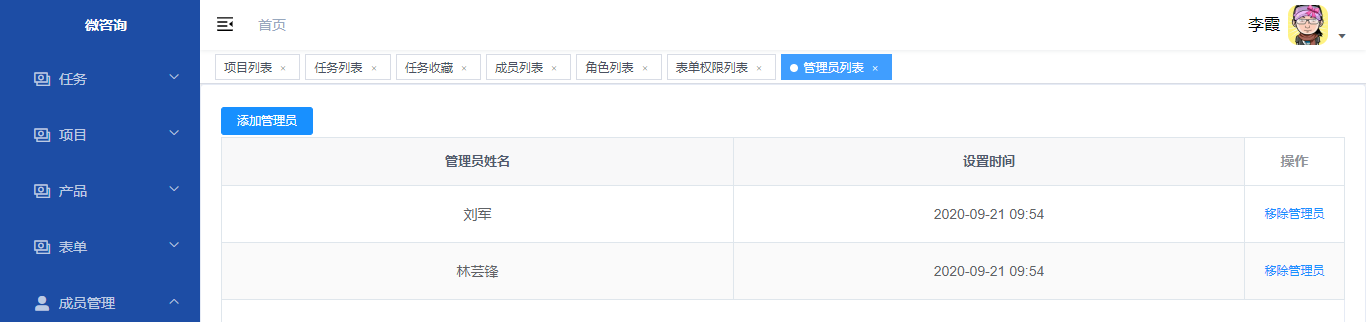 微咨询
首页
李霞
任务
项目
产品
表单
成员管理
项目列表 × 任务列表 × 任务收藏 × 成员列表 × 角色列表 × 表单权限列表 × 管理员列表 ×
添加管理员
管理员姓名 设置时间 操作
刘军 2020-09-21 09:54 移除管理员
林芸锋 2020-09-21 09:54 移除管理员